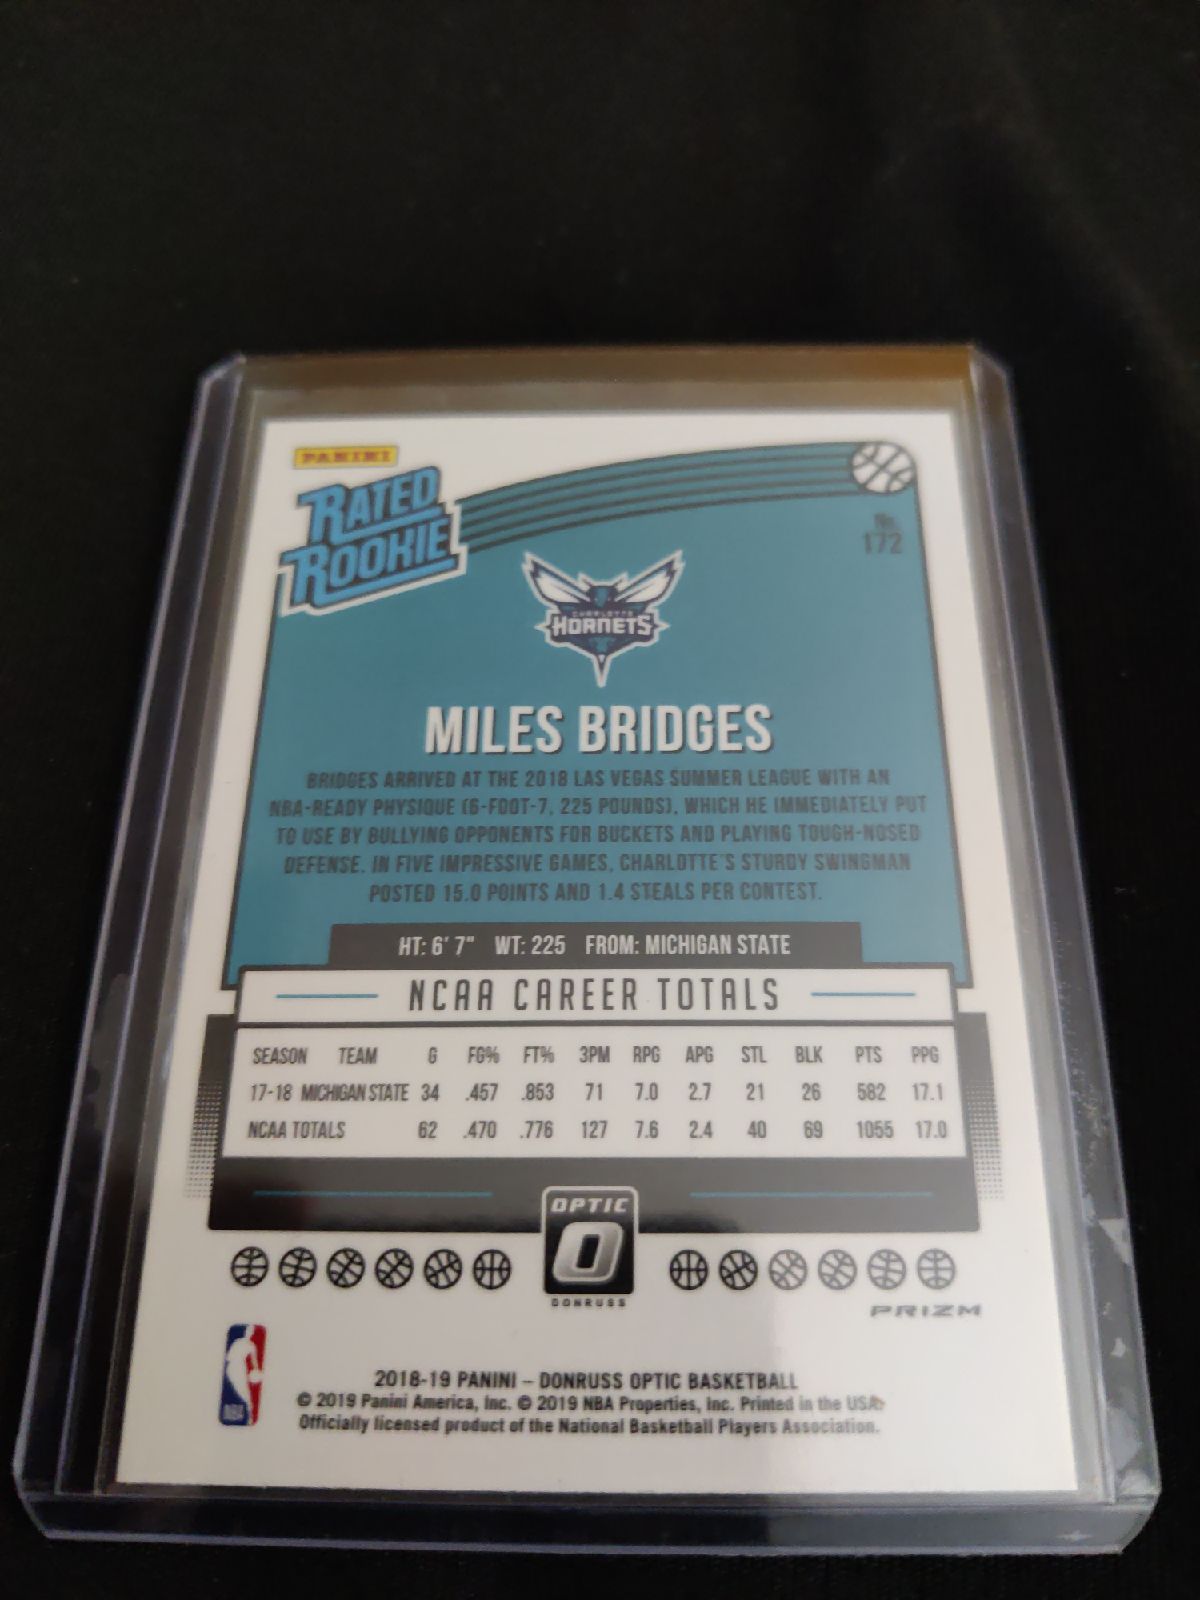 PANINI
RATED
ROOKIE
No.
172
CHARLOTTE
HORNETS
MILES BRIDGES
BRIDGES ARRIVED AT THE 2018 LAS VEGAS SUMMER LEAGUE WITH AN
NBA-READY PHYSIQUE (6-FOOT-7, 225 POUNDS), WHICH HE IMMEDIATELY PUT
TO USE BY BULLYING OPPONENTS FOR BUCKETS AND PLAYING TOUGH-NOSED
DEFENSE. IN FIVE IMPRESSIVE GAMES, CHARLOTTE'S STURDY SWINGMAN
POSTED 15.0 POINTS AND 1.4 STEALS PER CONTEST.
HT: 6' 7" WT: 225 FROM: MICHIGAN STATE
NCAA CAREER TOTALS
SEASON TEAM G FG% FT% 3PM RPG APG STL BLK PTS PPG
17-18 MICHIGAN STATE 34 .457 .853 71 7.0 2.7 21 26 582 17.1
NCAA TOTALS 62 .470 .776 127 7.6 2.4 40 69 1055 17.0
OPTIC
O
DONRUSS
PRIZM
NBA
2018-19 PANINI – DONRUSS OPTIC BASKETBALL
© 2019 Panini America, Inc. © 2019 NBA Properties, Inc. Printed in the USA.
Officially licensed product of the National Basketball Players Association.